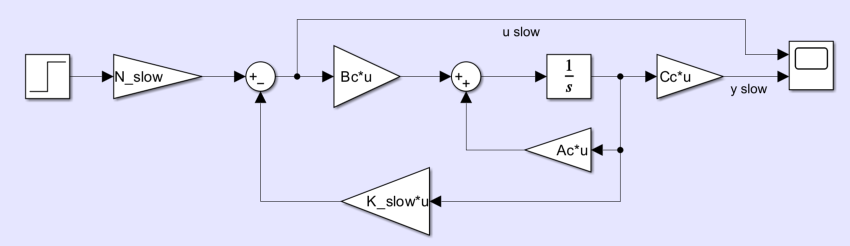 u slow
N_slow
+
−
Bc*u
+
+
1
s
Cc*u
y slow
Ac*u
K_slow*u